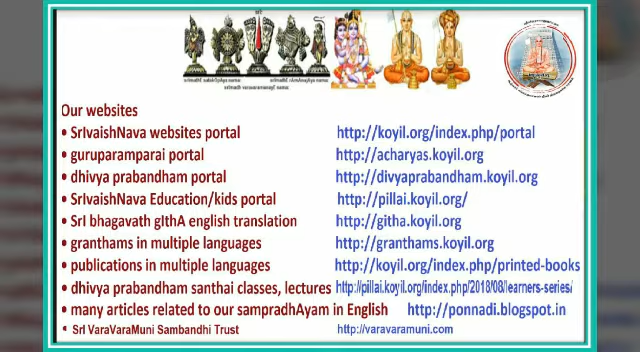 Our websites
• SrIvaishNava websites portal http://koyil.org/index.php/portal
• guruparamparai portal http://acharyas.koyil.org
• dhivya prabandham portal http://divyaprabandham.koyil.org
• SrIvaishNava Education/kids portal http://pillai.koyil.org/
• SrI bhagavath gIthA english translation http://githa.koyil.org
• granthams in multiple languages http://granthams.koyil.org
• publications in multiple languages http://koyil.org/index.php/printed-books
• dhivya prabandham santhai classes, lectures http://pillai.koyil.org/index.php/2018/08/learners-series/
• many articles related to our sampradhAyam in English http://ponnadi.blogspot.in
• SrI VaraVaraMuni Sambandhi Trust http://varavaramuni.com